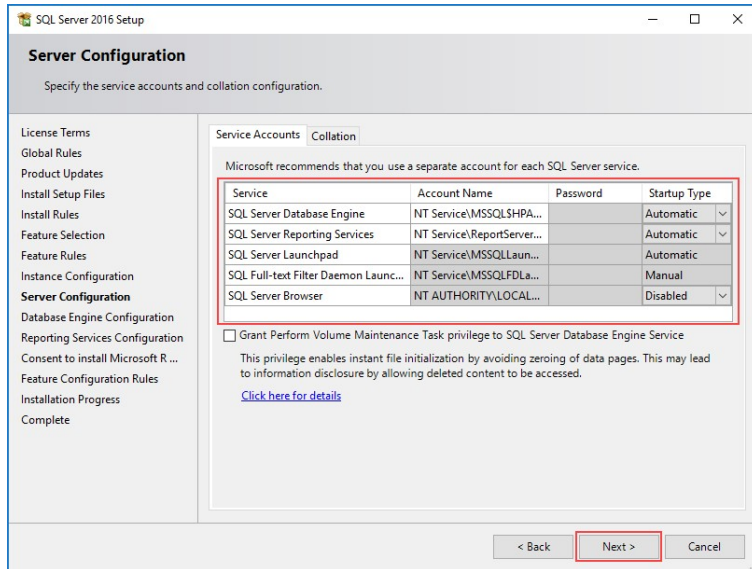 SQL Server 2016 Setup
Server Configuration
Specify the service accounts and collation configuration.
License Terms
Global Rules
Product Updates
Install Setup Files
Install Rules
Feature Selection
Feature Rules
Instance Configuration
Server Configuration
Database Engine Configuration
Reporting Services Configuration
Consent to install Microsoft R ...
Feature Configuration Rules
Installation Progress
Complete
Service Accounts Collation
Microsoft recommends that you use a separate account for each SQL Server service.
Service Account Name Password Startup Type
SQL Server Database Engine NT Service\MSSQL$HPA... Automatic
SQL Server Reporting Services NT Service\ReportServer... Automatic
SQL Server Launchpad NT Service\MSSQLLaun... Automatic
SQL Full-text Filter Daemon Launc... NT Service\MSSQLFDLa... Manual
SQL Server Browser NT AUTHORITY\LOCAL... Disabled
Grant Perform Volume Maintenance Task privilege to SQL Server Database Engine Service
This privilege enables instant file initialization by avoiding zeroing of data pages. This may lead
to information disclosure by allowing deleted content to be accessed.
Click here for details
< Back Next > Cancel